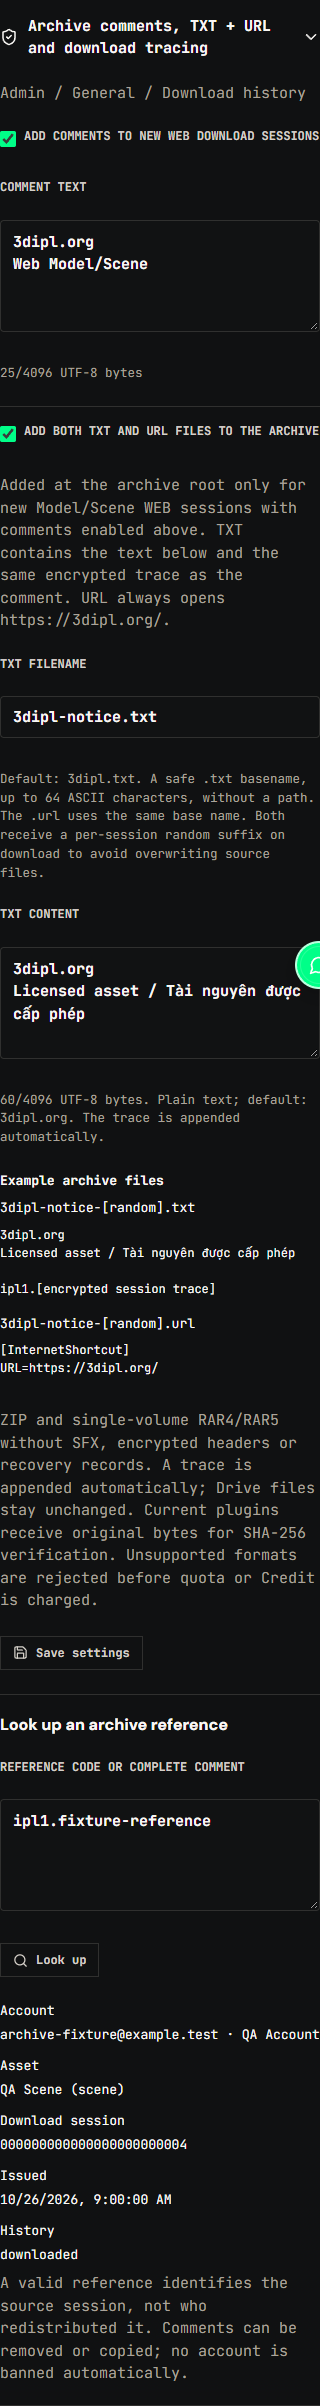 Archive comments, TXT + URL
and download tracing
Admin / General / Download history
ADD COMMENTS TO NEW WEB DOWNLOAD SESSIONS
COMMENT TEXT
3dipl.org
Web Model/Scene
25/4096 UTF-8 bytes
ADD BOTH TXT AND URL FILES TO THE ARCHIVE
Added at the archive root only for
new Model/Scene WEB sessions with
comments enabled above. TXT
contains the text below and the
same encrypted trace as the
comment. URL always opens
https://3dipl.org/.
TXT FILENAME
3dipl-notice.txt
Default: 3dipl.txt. A safe .txt basename,
up to 64 ASCII characters, without a path.
The .url uses the same base name. Both
receive a per-session random suffix on
download to avoid overwriting source
files.
TXT CONTENT
3dipl.org
Licensed asset / Tài nguyên được
cấp phép
60/4096 UTF-8 bytes. Plain text; default:
3dipl.org. The trace is appended
automatically.
Example archive files
3dipl-notice-[random].txt
3dipl.org
Licensed asset / Tài nguyên được cấp phép
ipl1.[encrypted session trace]
3dipl-notice-[random].url
[InternetShortcut]
URL=https://3dipl.org/
ZIP and single-volume RAR4/RAR5
without SFX, encrypted headers or
recovery records. A trace is
appended automatically; Drive files
stay unchanged. Current plugins
receive original bytes for SHA-256
verification. Unsupported formats
are rejected before quota or Credit
is charged.
Save settings
Look up an archive reference
REFERENCE CODE OR COMPLETE COMMENT
ipl1.fixture-reference
Look up
Account
archive-fixture@example.test · QA Account
Asset
QA Scene (scene)
Download session
000000000000000000000004
Issued
10/26/2026, 9:00:00 AM
History
downloaded
A valid reference identifies the
source session, not who
redistributed it. Comments can be
removed or copied; no account is
banned automatically.